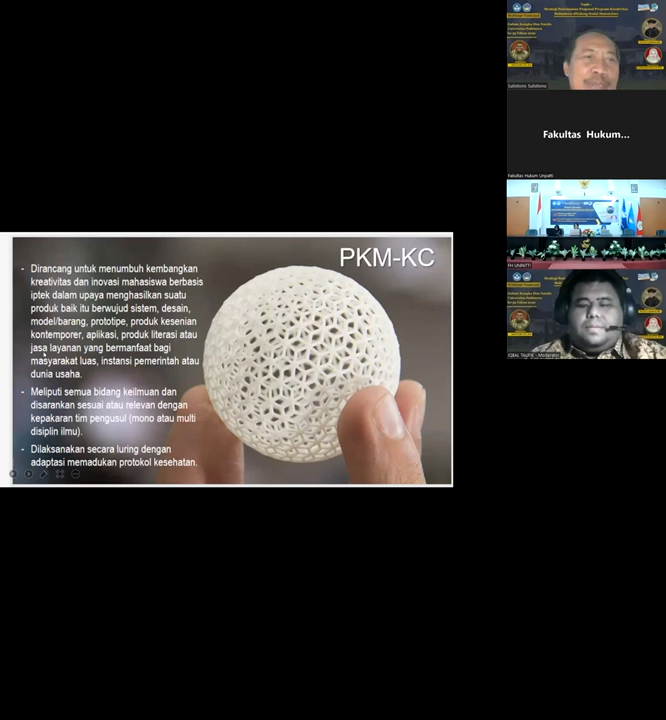 PKM-KC
- Dirancang untuk menumbuh kembangkan
kreativitas dan inovasi mahasiswa berbasis
iptek dalam upaya menghasilkan suatu
produk baik itu berwujud sistem, desain,
model/barang, prototipe, produk kesenian
kontemporer, aplikasi, produk literasi atau
jasa layanan yang bermanfaat bagi
masyarakat luas, instansi pemerintah atau
dunia usaha.
- Meliputi semua bidang keilmuan dan
disarankan sesuai atau relevan dengan
kepakaran tim pengusul (mono atau multi
disiplin ilmu).
- Dilaksanakan secara luring dengan
adaptasi memadukan protokol kesehatan.
Salistiono Salistiono
Fakultas Hukum...
Fakultas Hukum Unpatti
FH UNPATTI
IQBAL TAUFIK - Moderator